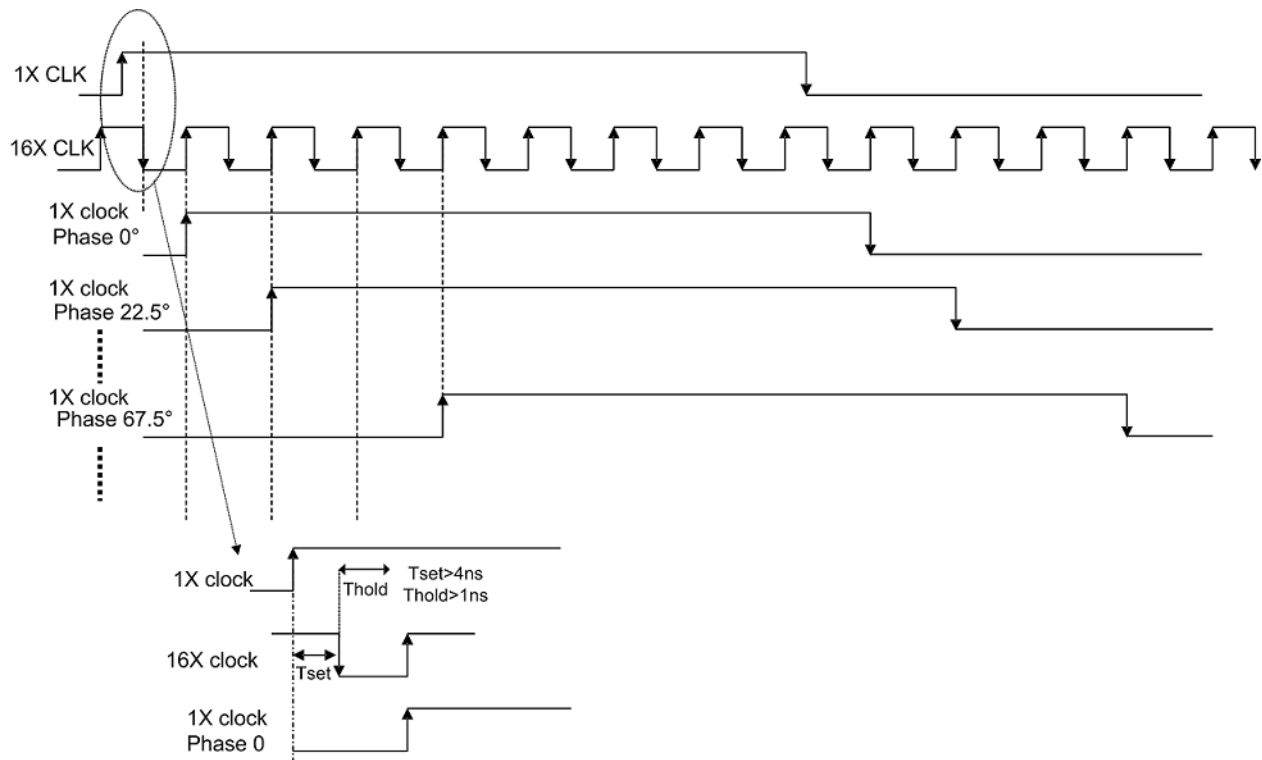 1X CLK
16X CLK
1X clock
Phase 0°
1X clock
Phase 22.5°
1X clock
Phase 67.5°
1X clock
Thold
Tset>4ns
Thold>1ns
16X clock
Tset
1X clock
Phase 0